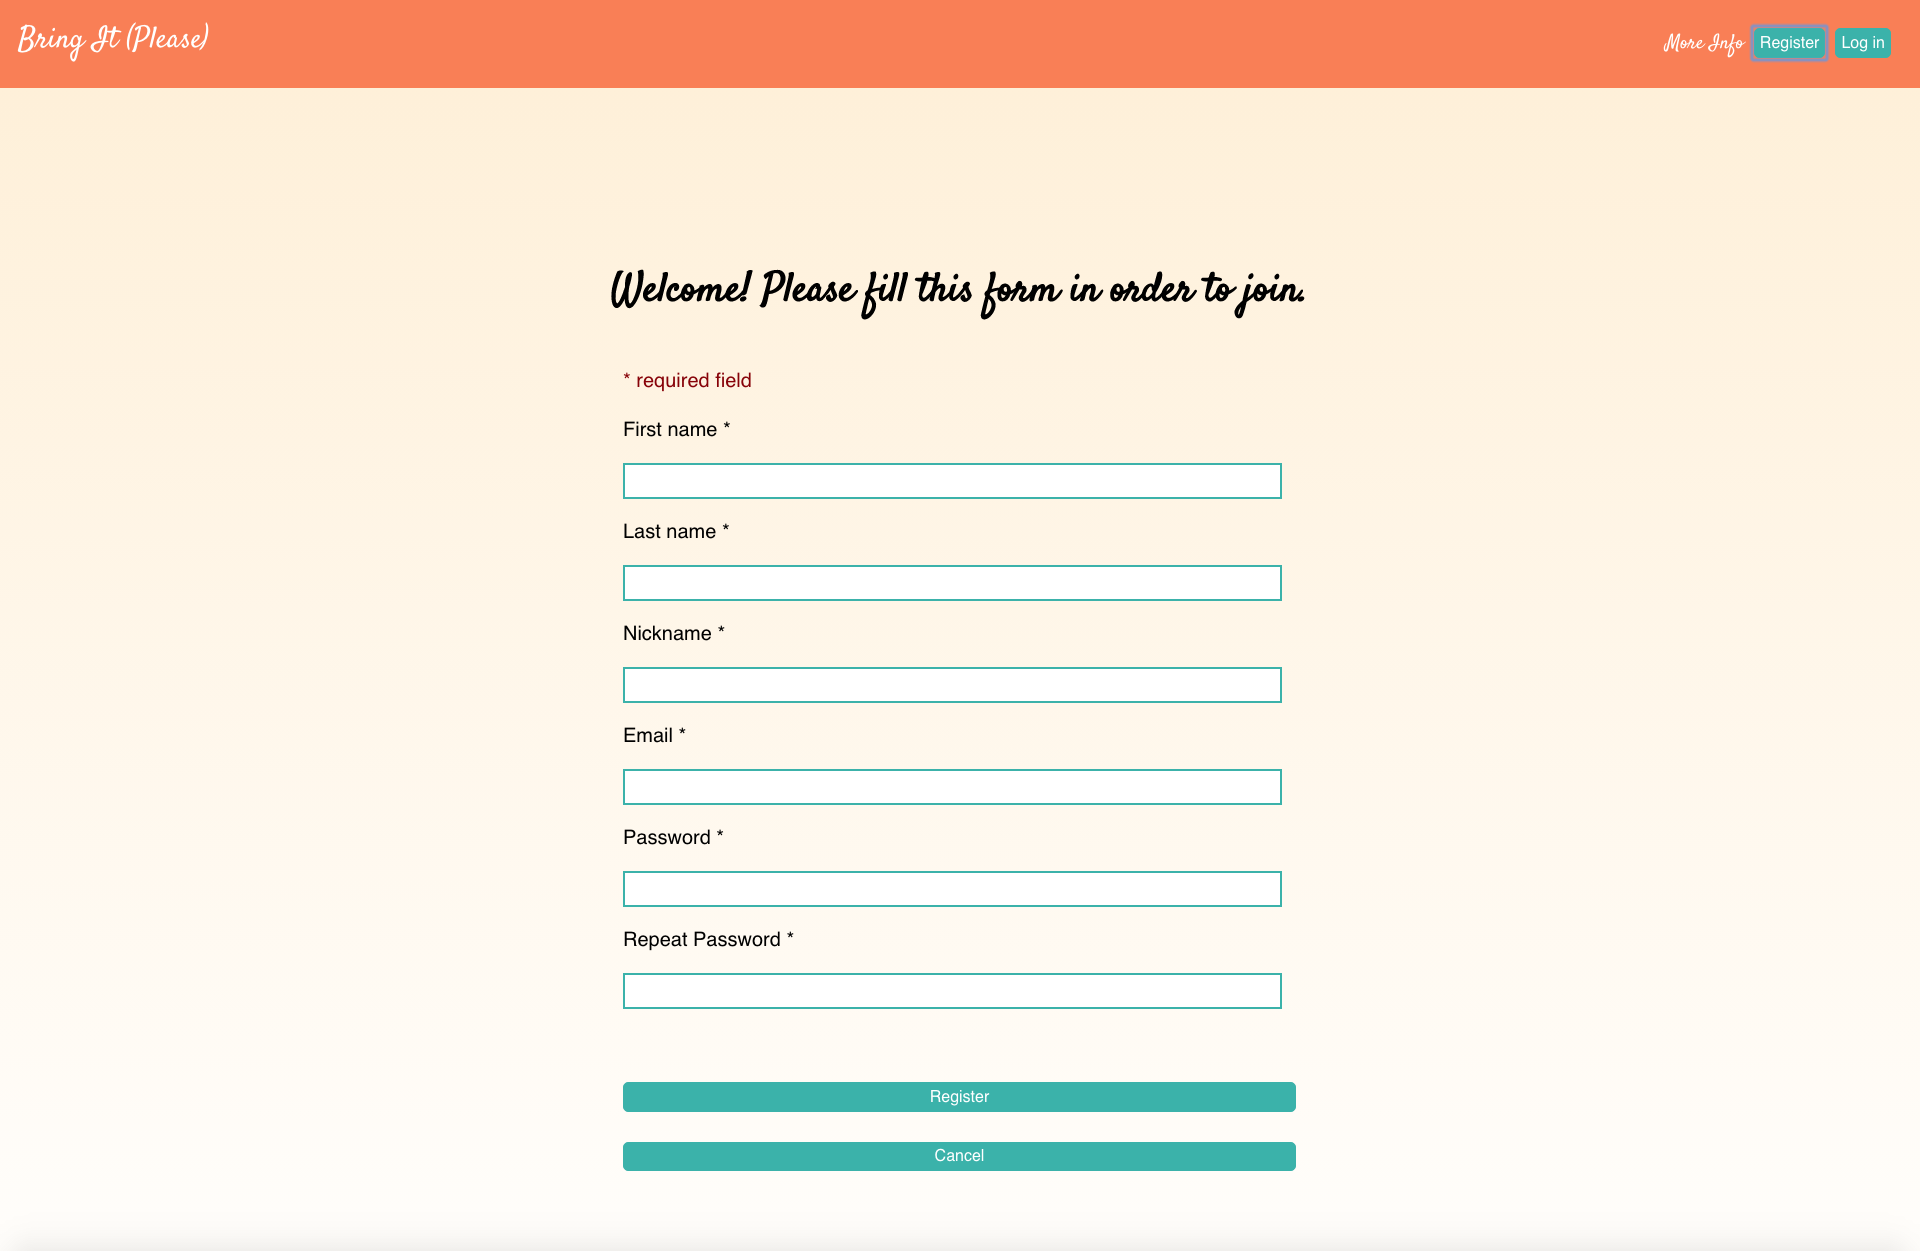 Bring It (Please)
More Info Register Log in
Welcome! Please fill this form in order to join.
* required field
First name *
Last name *
Nickname *
Email *
Password *
Repeat Password *
Register
Cancel